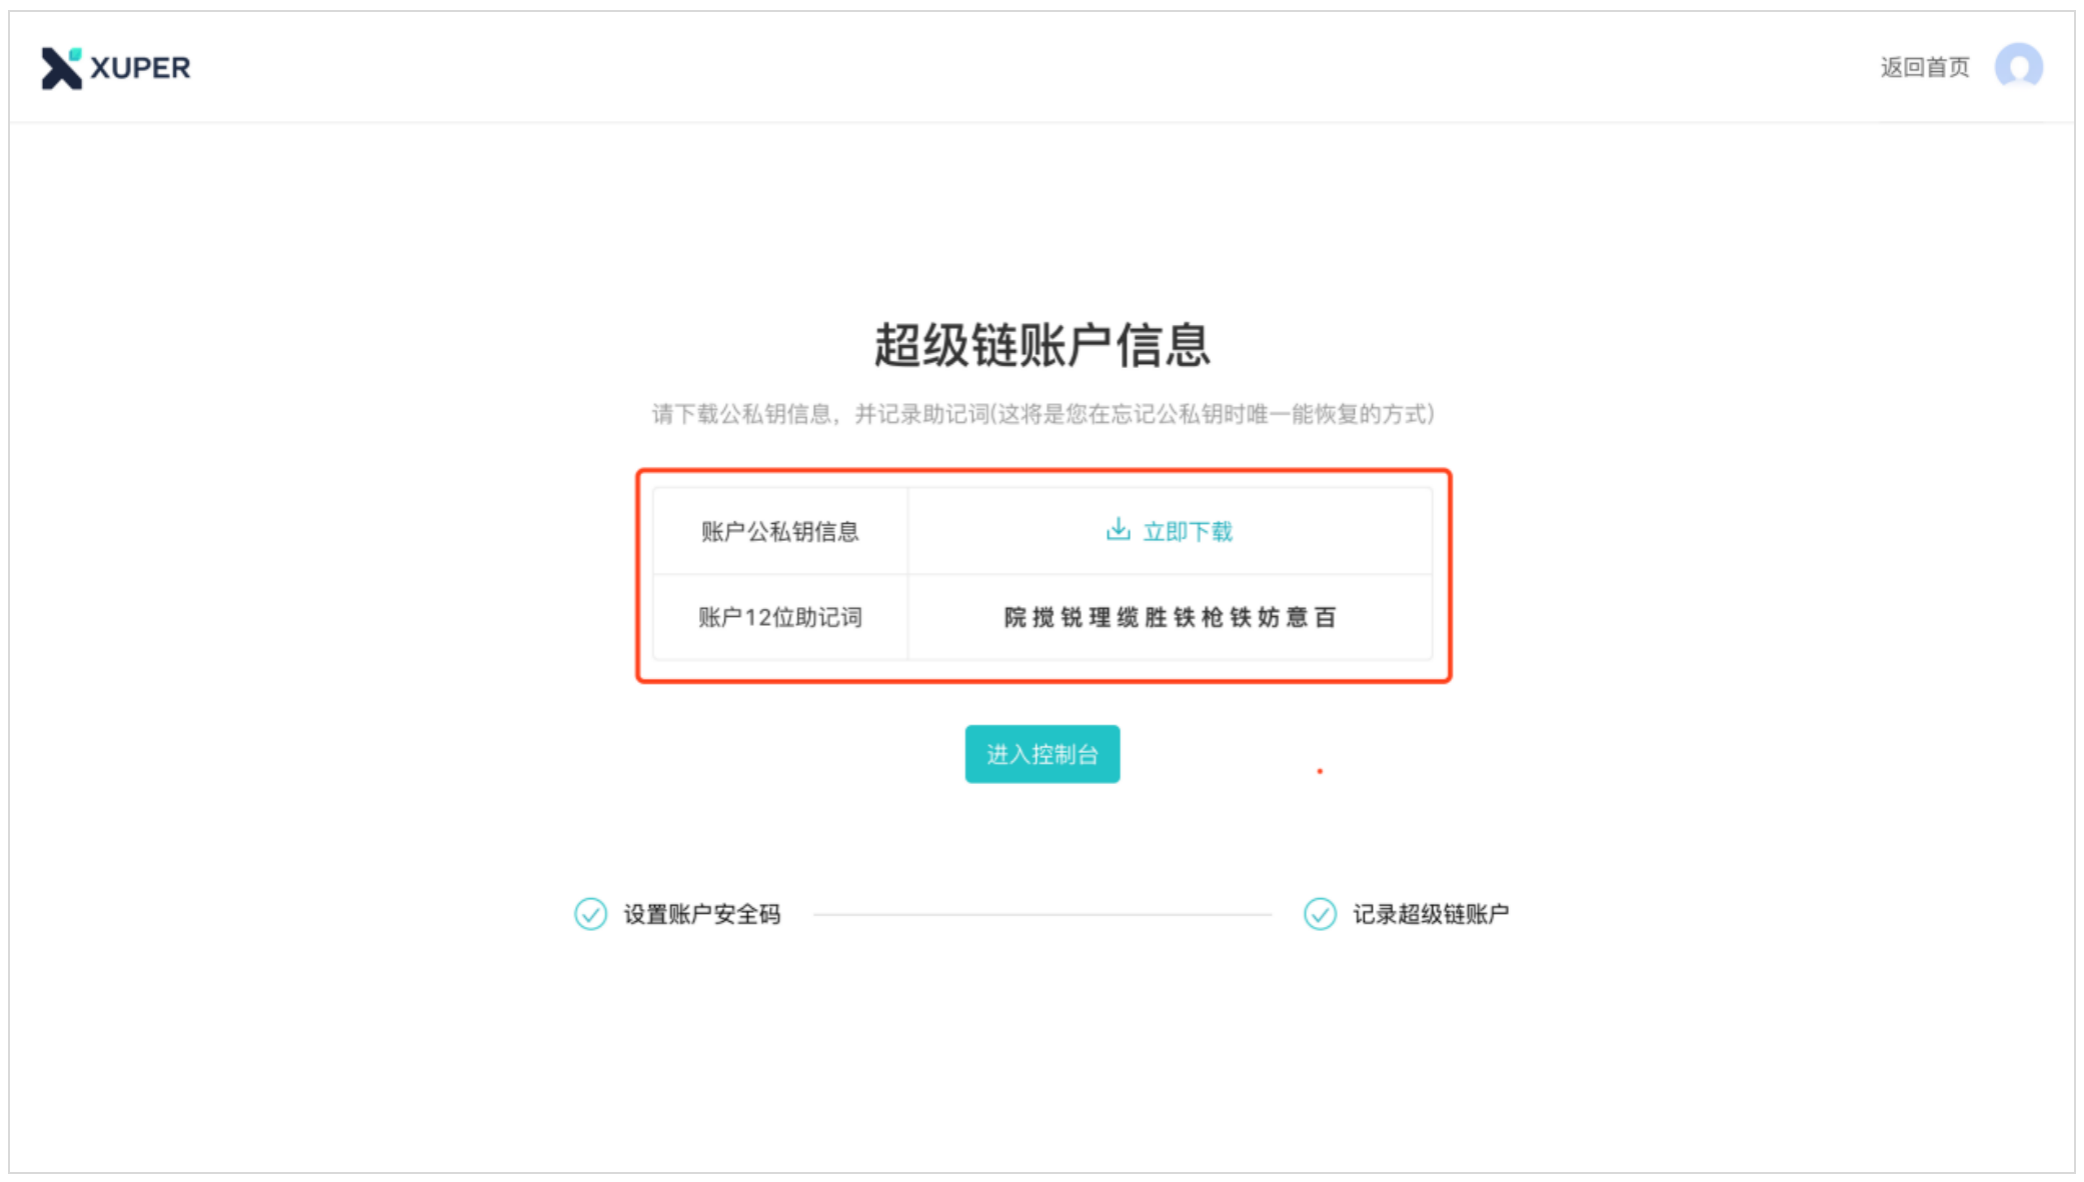 XUPER
返回首页
超级链账户信息
请下载公私钥信息，并记录助记词(这将是您在忘记公私钥时唯一能恢复的方式)
账户公私钥信息
立即下载
账户12位助记词
院 搅 锐 理 缆 胜 铁 枪 铁 妨 意 百
进入控制台
设置账户安全码
记录超级链账户